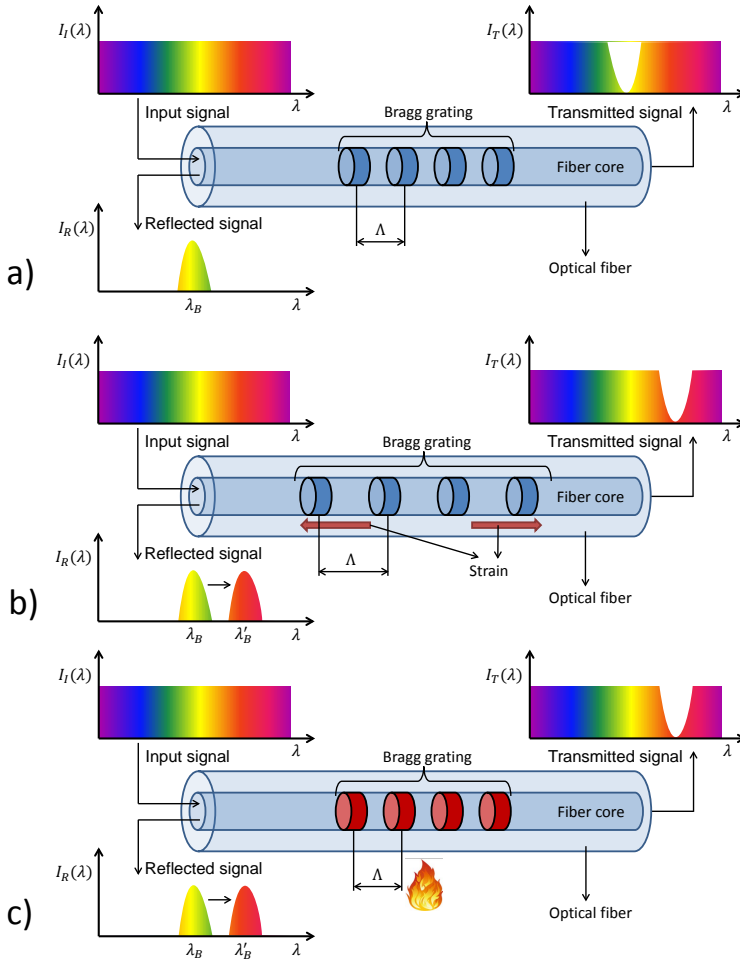 I_I(λ)
I_T(λ)
λ
λ
Input signal
Transmitted signal
Bragg grating
Fiber core
Reflected signal
I_R(λ)
Λ
Optical fiber
a)
λ_B
λ
I_I(λ)
I_T(λ)
λ
λ
Input signal
Transmitted signal
Bragg grating
Fiber core
Reflected signal
I_R(λ)
Λ
Strain
Optical fiber
b)
λ_B
λ′_B
λ
I_I(λ)
I_T(λ)
λ
λ
Input signal
Transmitted signal
Bragg grating
Fiber core
Reflected signal
I_R(λ)
Λ
Optical fiber
c)
λ_B
λ′_B
λ